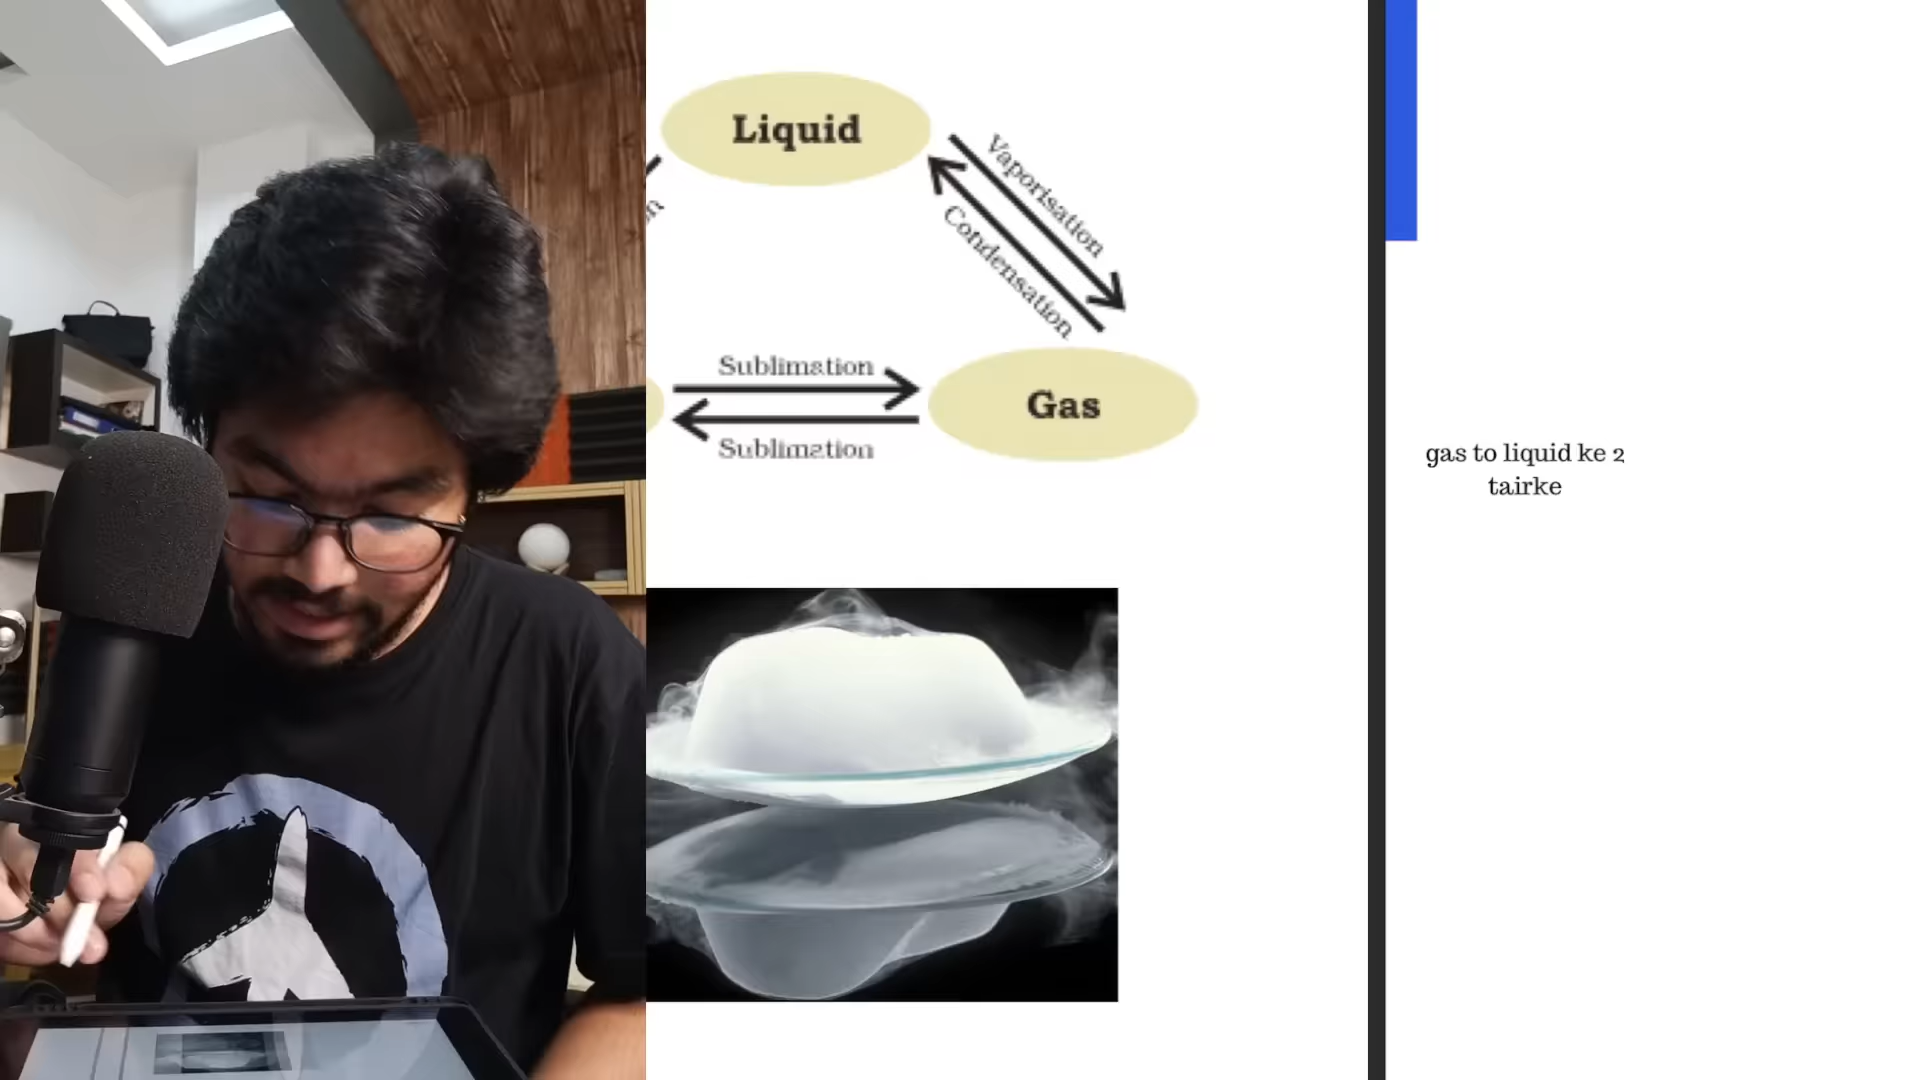 Liquid
Vaporisation
Condensation
Sublimation
Gas
Sublimation
gas to liquid ke 2
tairke